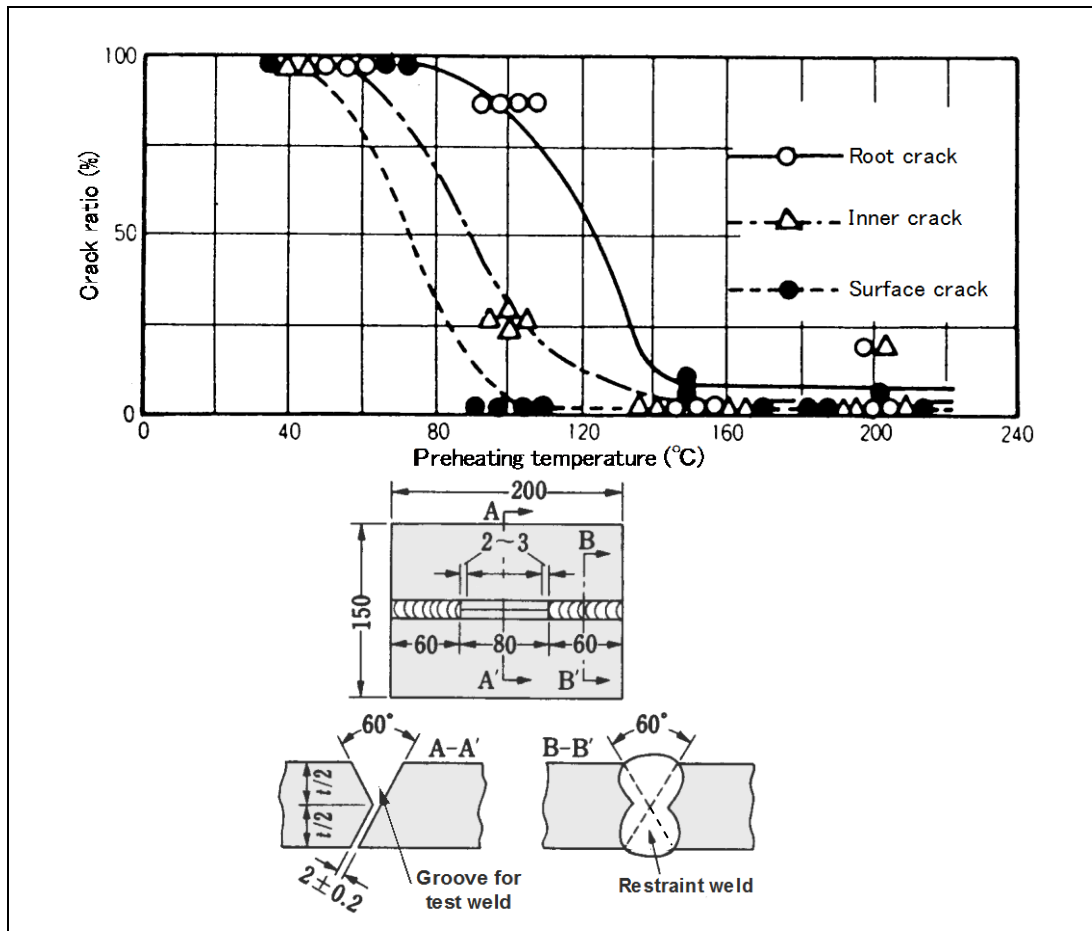 Crack ratio (%)
100
50
0
Root crack
Inner crack
Surface crack
0 40 80 120 160 200 240
Preheating temperature (°C)
200
A
2～3
B
150
60 80 60
A' B'
60° A-A'
t/2
t/2
2±0.2
Groove for
test weld
B-B' 60°
Restraint weld